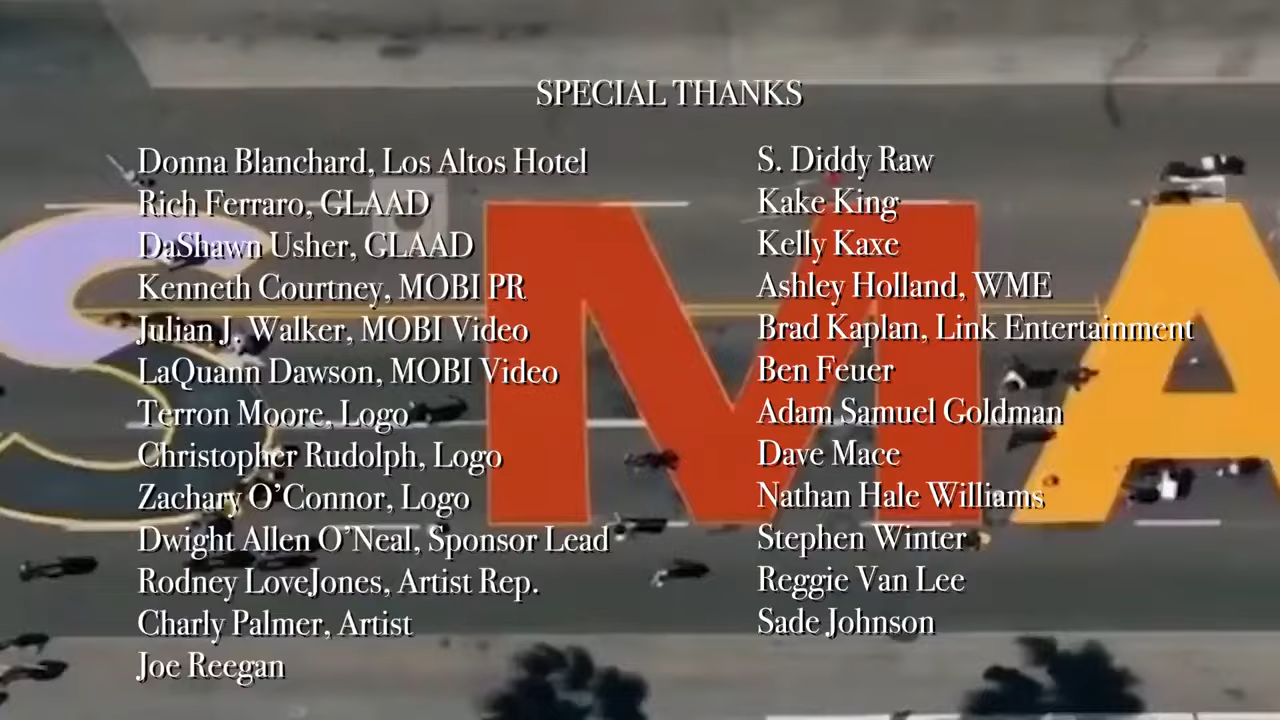 SPECIAL THANKS
Donna Blanchard, Los Altos Hotel
Rich Ferraro, GLAAD
DaShawn Usher, GLAAD
Kenneth Courtney, MOBI PR
Julian J. Walker, MOBI Video
LaQuann Dawson, MOBI Video
Terron Moore, Logo
Christopher Rudolph, Logo
Zachary O'Connor, Logo
Dwight Allen O'Neal, Sponsor Lead
Rodney LoveJones, Artist Rep.
Charly Palmer, Artist
Joe Reegan
S. Diddy Raw
Kake King
Kelly Kaxe
Ashley Holland, WME
Brad Kaplan, Link Entertainment
Ben Feuer
Adam Samuel Goldman
Dave Mace
Nathan Hale Williams
Stephen Winter
Reggie Van Lee
Sade Johnson
S MA